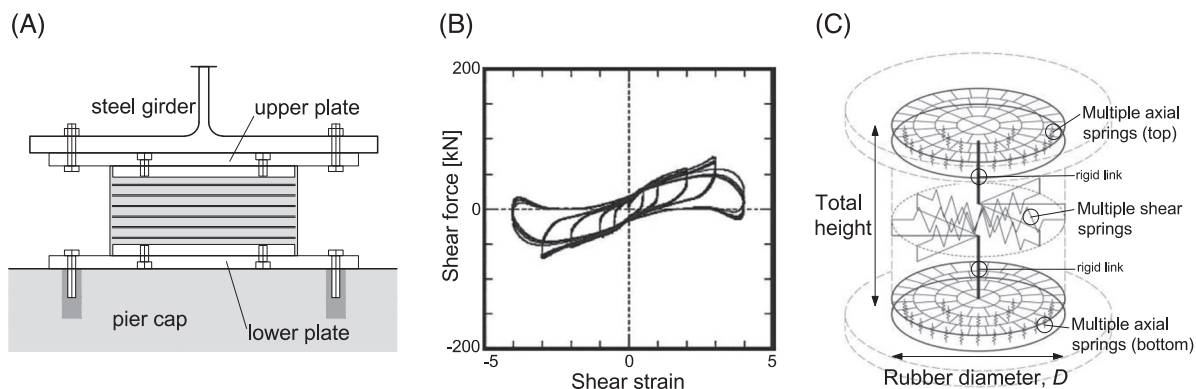 (A)
steel girder
upper plate
pier cap
lower plate
(B)
Shear force [kN]
200
100
0
-100
-200
-5
0
5
Shear strain
(C)
Multiple axial
springs (top)
rigid link
Total
height
Multiple shear
springs
rigid link
Multiple axial
springs (bottom)
Rubber diameter, D